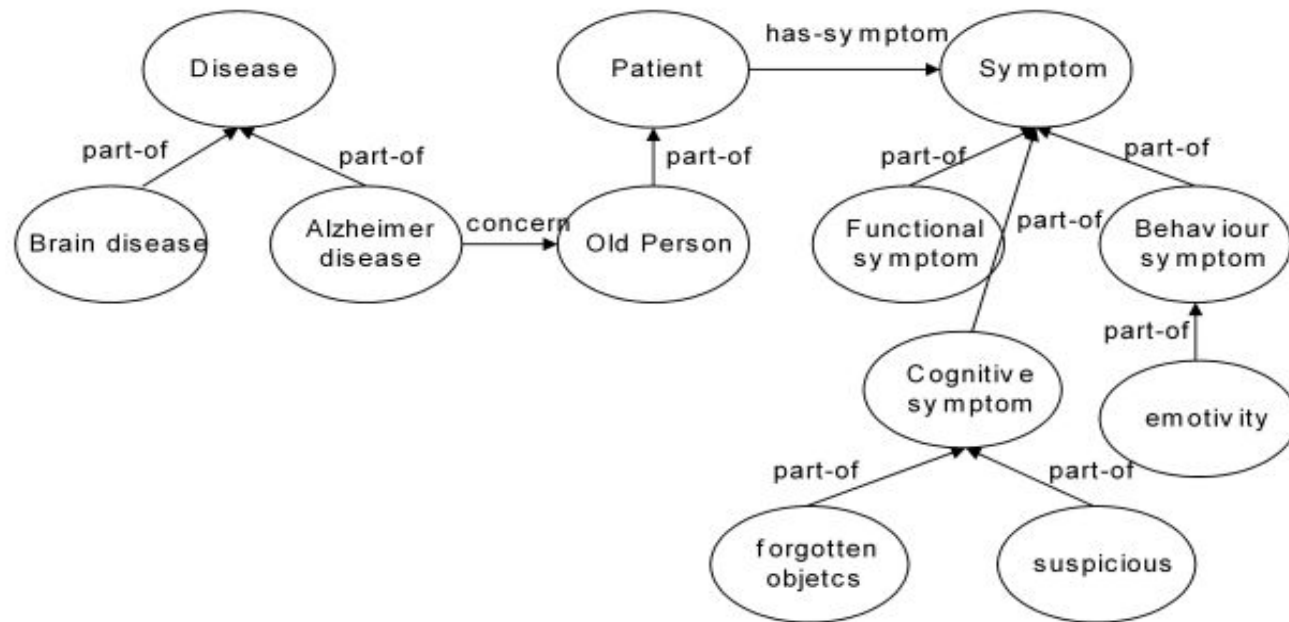 has-symptom
Disease
Patient
Symptom
part-of
part-of
part-of
part-of
part-of
Brain disease
Alzheimer
disease
concern
Old Person
Functional
symptom
part-of
Behaviour
symptom
part-of
Cognitive
symptom
emotivity
part-of
part-of
forgotten
objetcs
suspicious